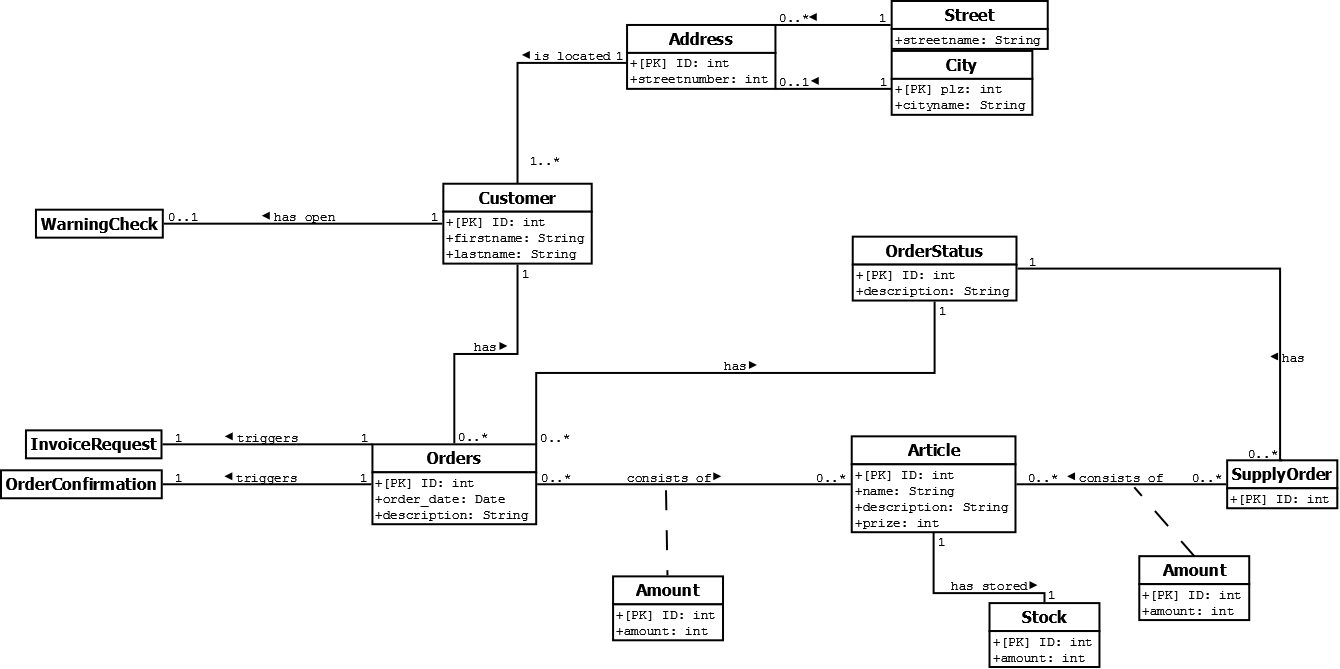 Street
+streetname: String
0..*◄ 1
Address
+[PK] ID: int
+streetnumber: int
◄ is located 1
City
+[PK] plz: int
+cityname: String
0..1◄ 1
1..*
Customer
+[PK] ID: int
+firstname: String
+lastname: String
WarningCheck
0..1 ◄ has open 1
1
OrderStatus
+[PK] ID: int
+description: String
1
1
has ►
has ►
◄ has
InvoiceRequest
1 ◄ triggers 1
0..* 0..*
OrderConfirmation
1 ◄ triggers 1
Orders
+[PK] ID: int
+order_date: Date
+description: String
0..* consists of ► 0..*
Article
+[PK] ID: int
+name: String
+description: String
+prize: int
0..* ◄ consists of 0..*
0..*
SupplyOrder
+[PK] ID: int
1
has stored►
1
Amount
+[PK] ID: int
+amount: int
Stock
+[PK] ID: int
+amount: int
Amount
+[PK] ID: int
+amount: int